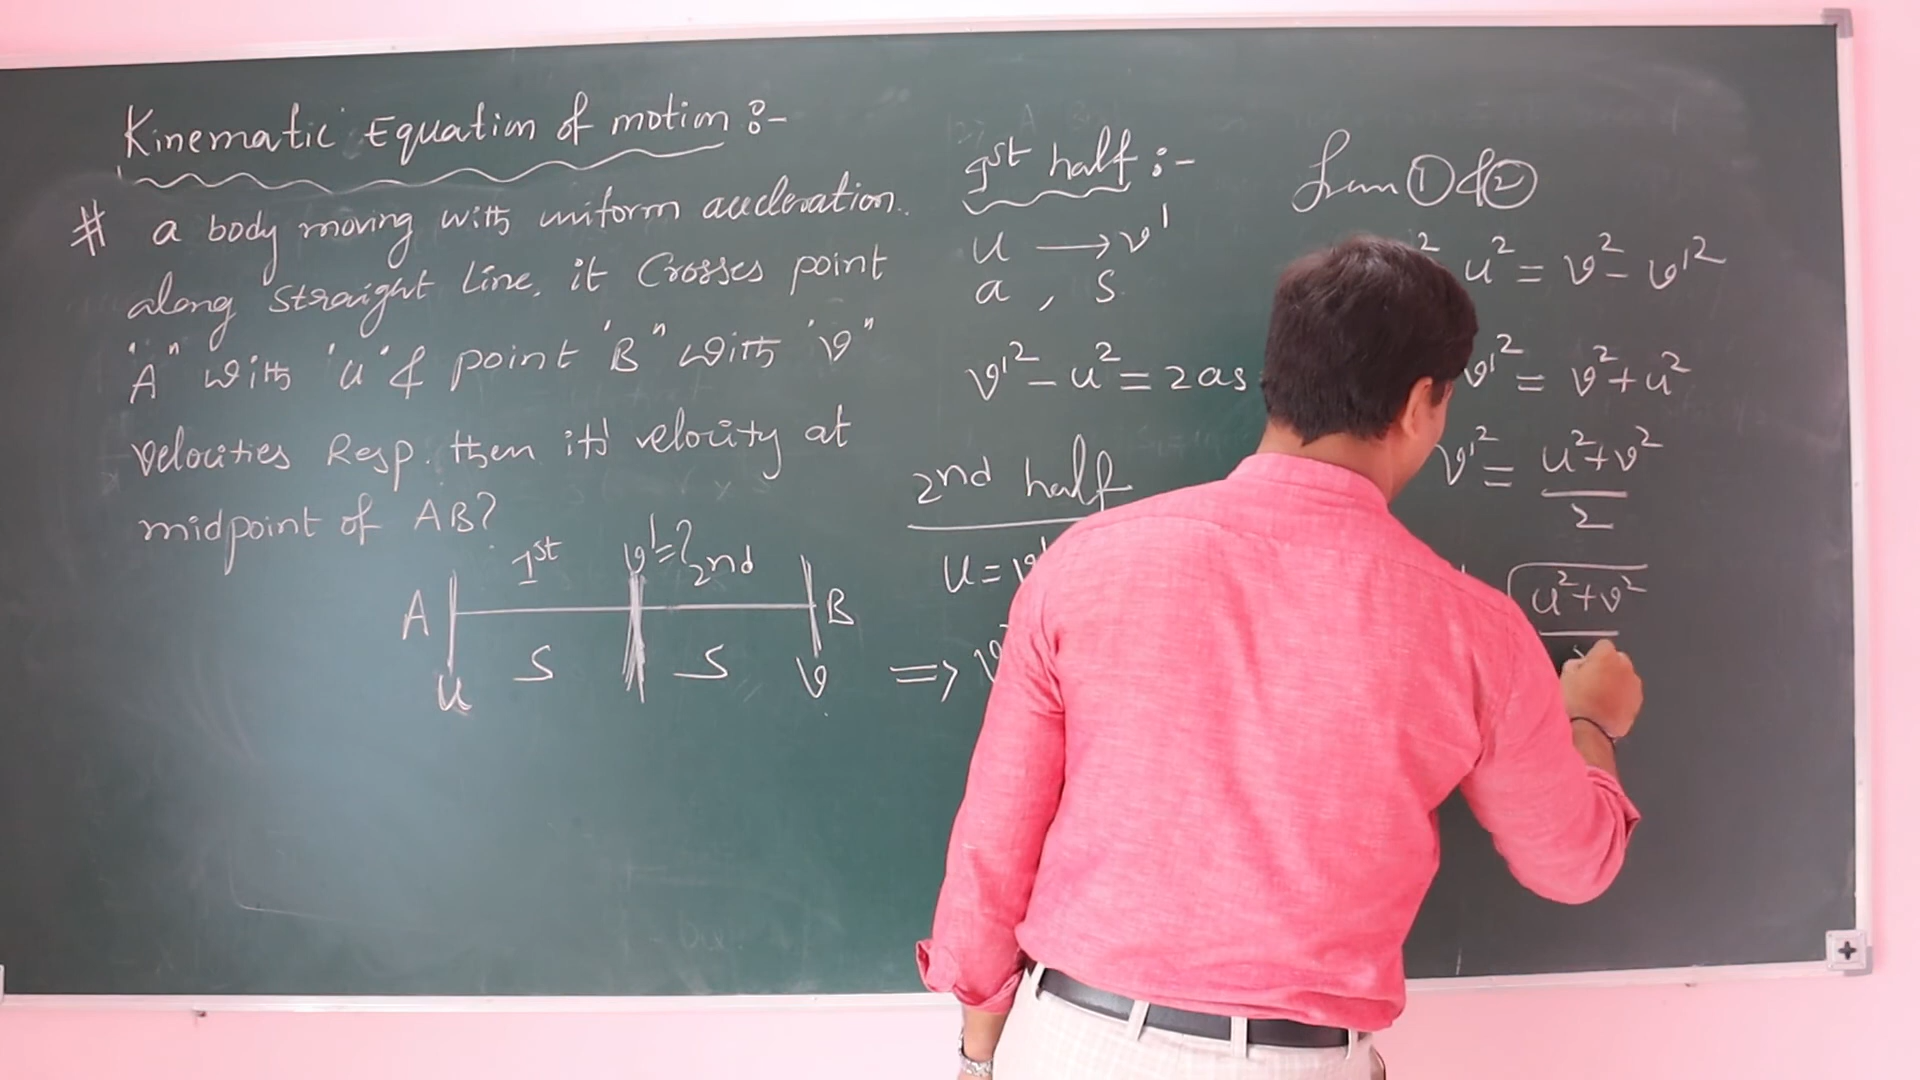 Kinematic Equation of motion :-
# a body moving with uniform acceleration.
along straight line, it Crosses point
"A" with 'u' & point "B" with "v"
velocities Resp. then it's velocity at
midpoint of AB?
1st v'=? 2nd
A B
S S
u v
1st half :-
u → v'
a , s
v'² - u² = 2as
2nd half
u =
⇒
from ① & ②
² u² = v² - v'²
v'² = v² + u²
v'² = u²+v²
2
√ u²+v²